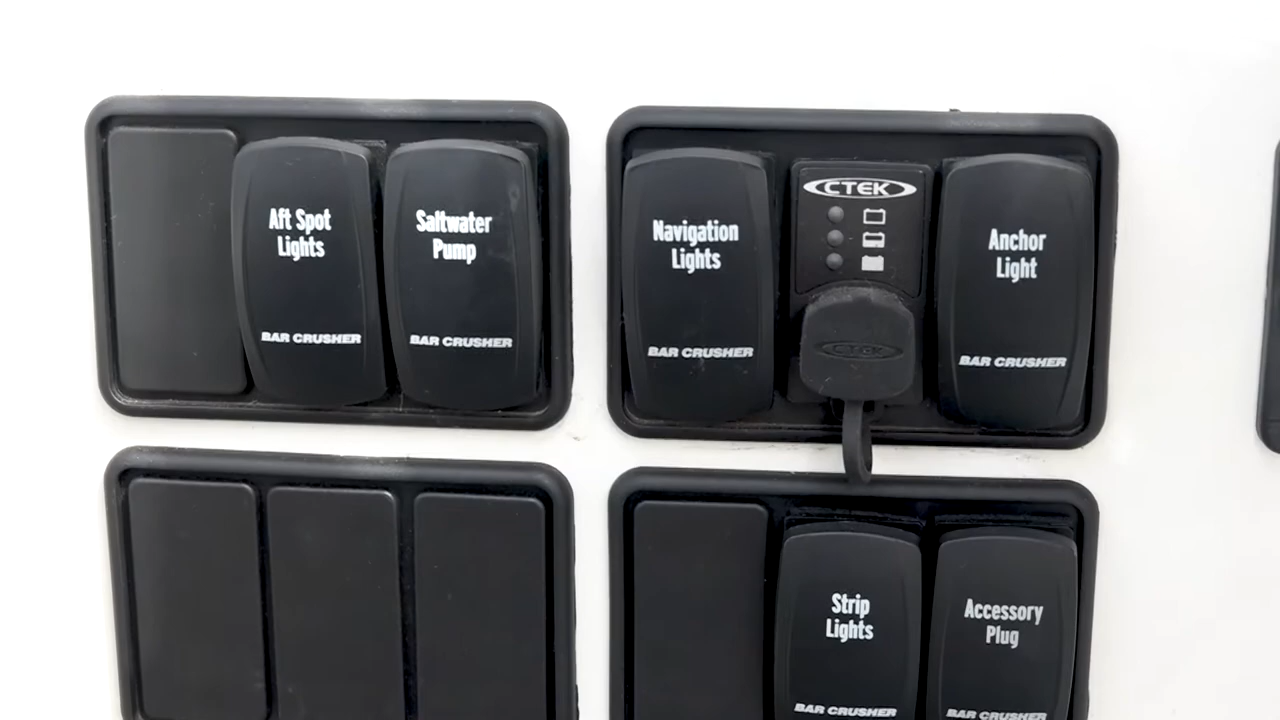 Aft Spot
Lights
BAR CRUSHER
Saltwater
Pump
BAR CRUSHER
Navigation
Lights
BAR CRUSHER
CTEK
CTEK
Anchor
Light
BAR CRUSHER
Strip
Lights
BAR CRUSHER
Accessory
Plug
BAR CRUSHER